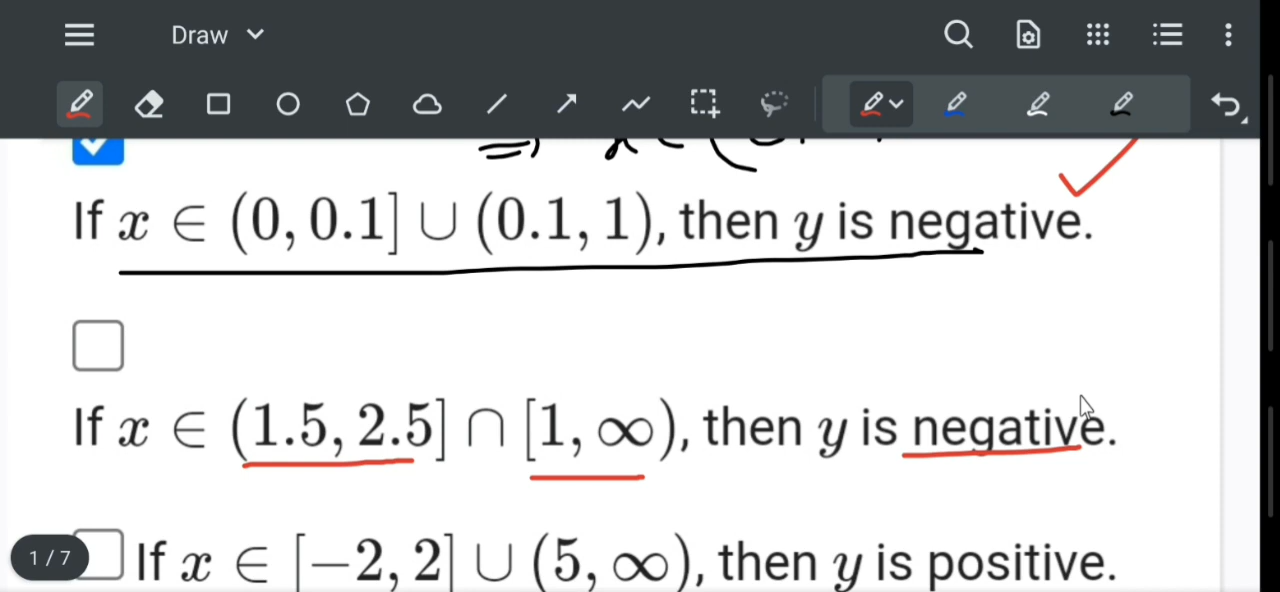 Draw
If x ∈ (0, 0.1] ∪ (0.1, 1), then y is negative.
If x ∈ (1.5, 2.5] ∩ [1, ∞), then y is negative.
1 / 7
If x ∈ [−2, 2] ∪ (5, ∞), then y is positive.